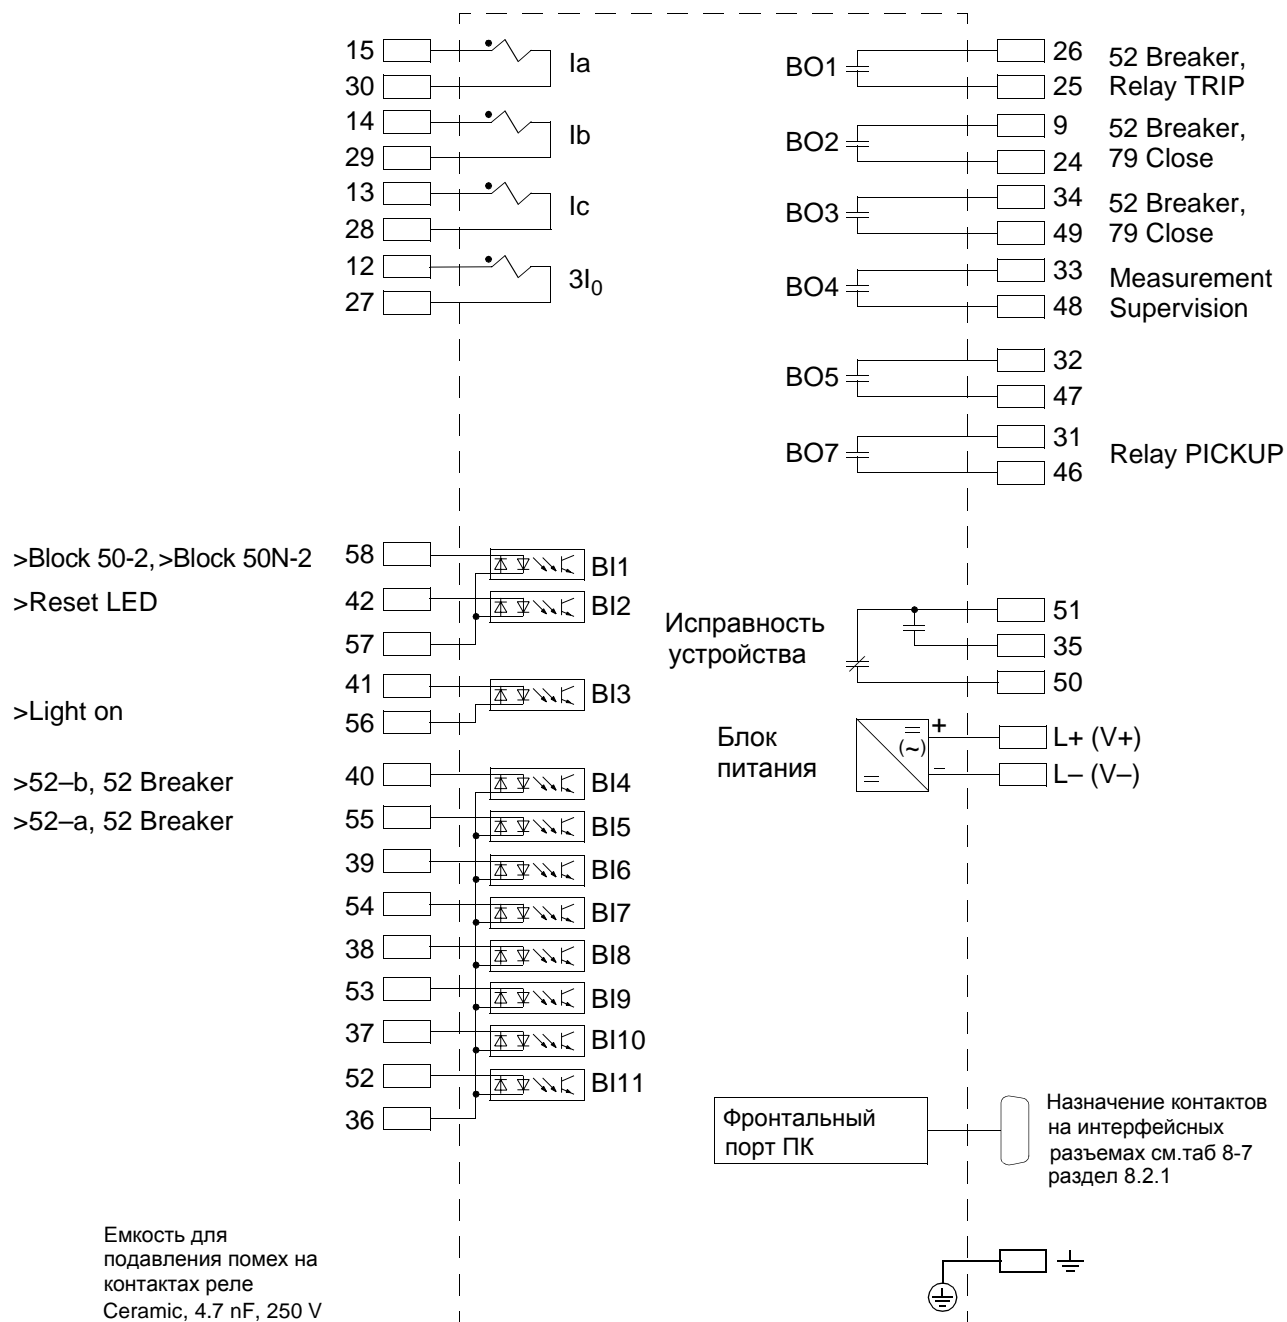 15
Ia
30
14
Ib
29
13
Ic
28
12
3I₀
27
BO1
26
25
52 Breaker,
Relay TRIP
BO2
9
24
52 Breaker,
79 Close
BO3
34
49
52 Breaker,
79 Close
BO4
33
48
Measurement
Supervision
BO5
32
47
BO7
31
46
Relay PICKUP
>Block 50-2, >Block 50N-2
58
BI1
>Reset LED
42
BI2
57
41
BI3
>Light on
56
>52–b, 52 Breaker
40
BI4
>52–a, 52 Breaker
55
BI5
39
BI6
54
BI7
38
BI8
53
BI9
37
BI10
52
BI11
36
Исправность
устройства
51
35
50
Блок
питания
(~)
+
–
L+ (V+)
L– (V–)
Фронтальный
порт ПК
Назначение контактов
на интерфейсных
разъемах см.таб 8-7
раздел 8.2.1
Емкость для
подавления помех на
контактах реле
Ceramic, 4.7 nF, 250 V